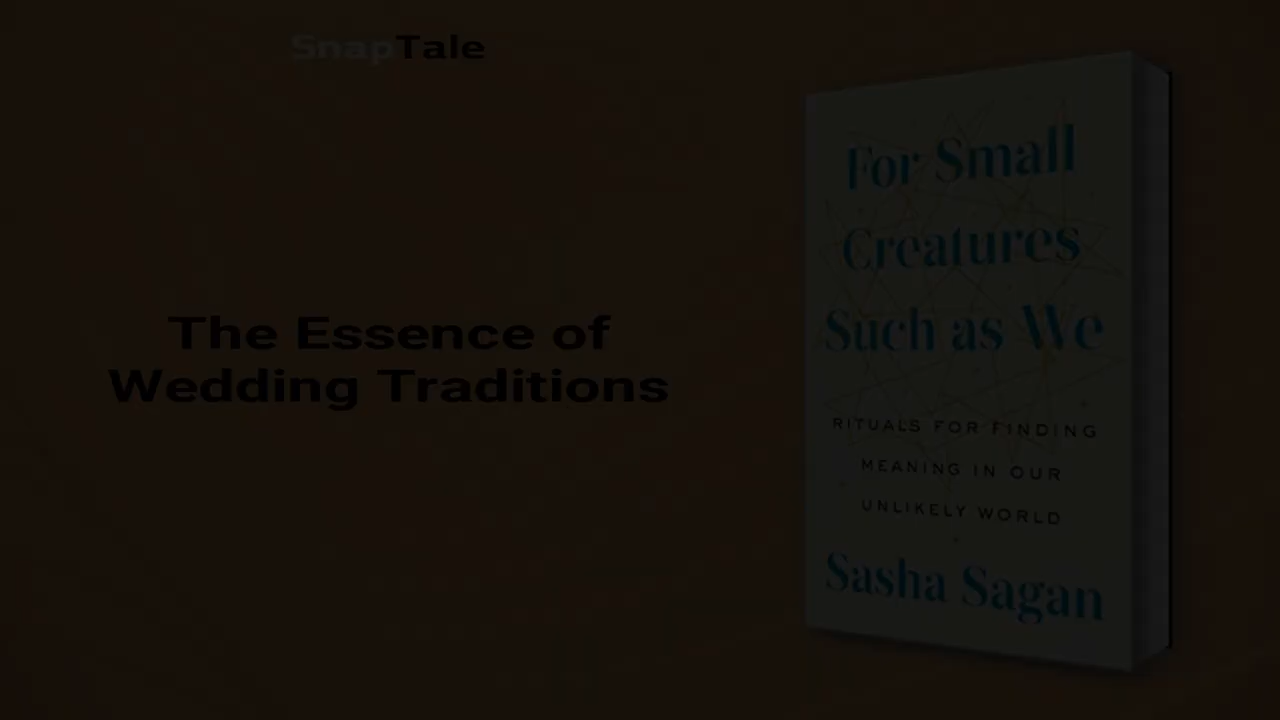 SnapTale
The Essence of
Wedding Traditions
For Small
Creatures
Such as We
RITUALS FOR FINDING
MEANING IN OUR
UNLIKELY WORLD
Sasha Sagan